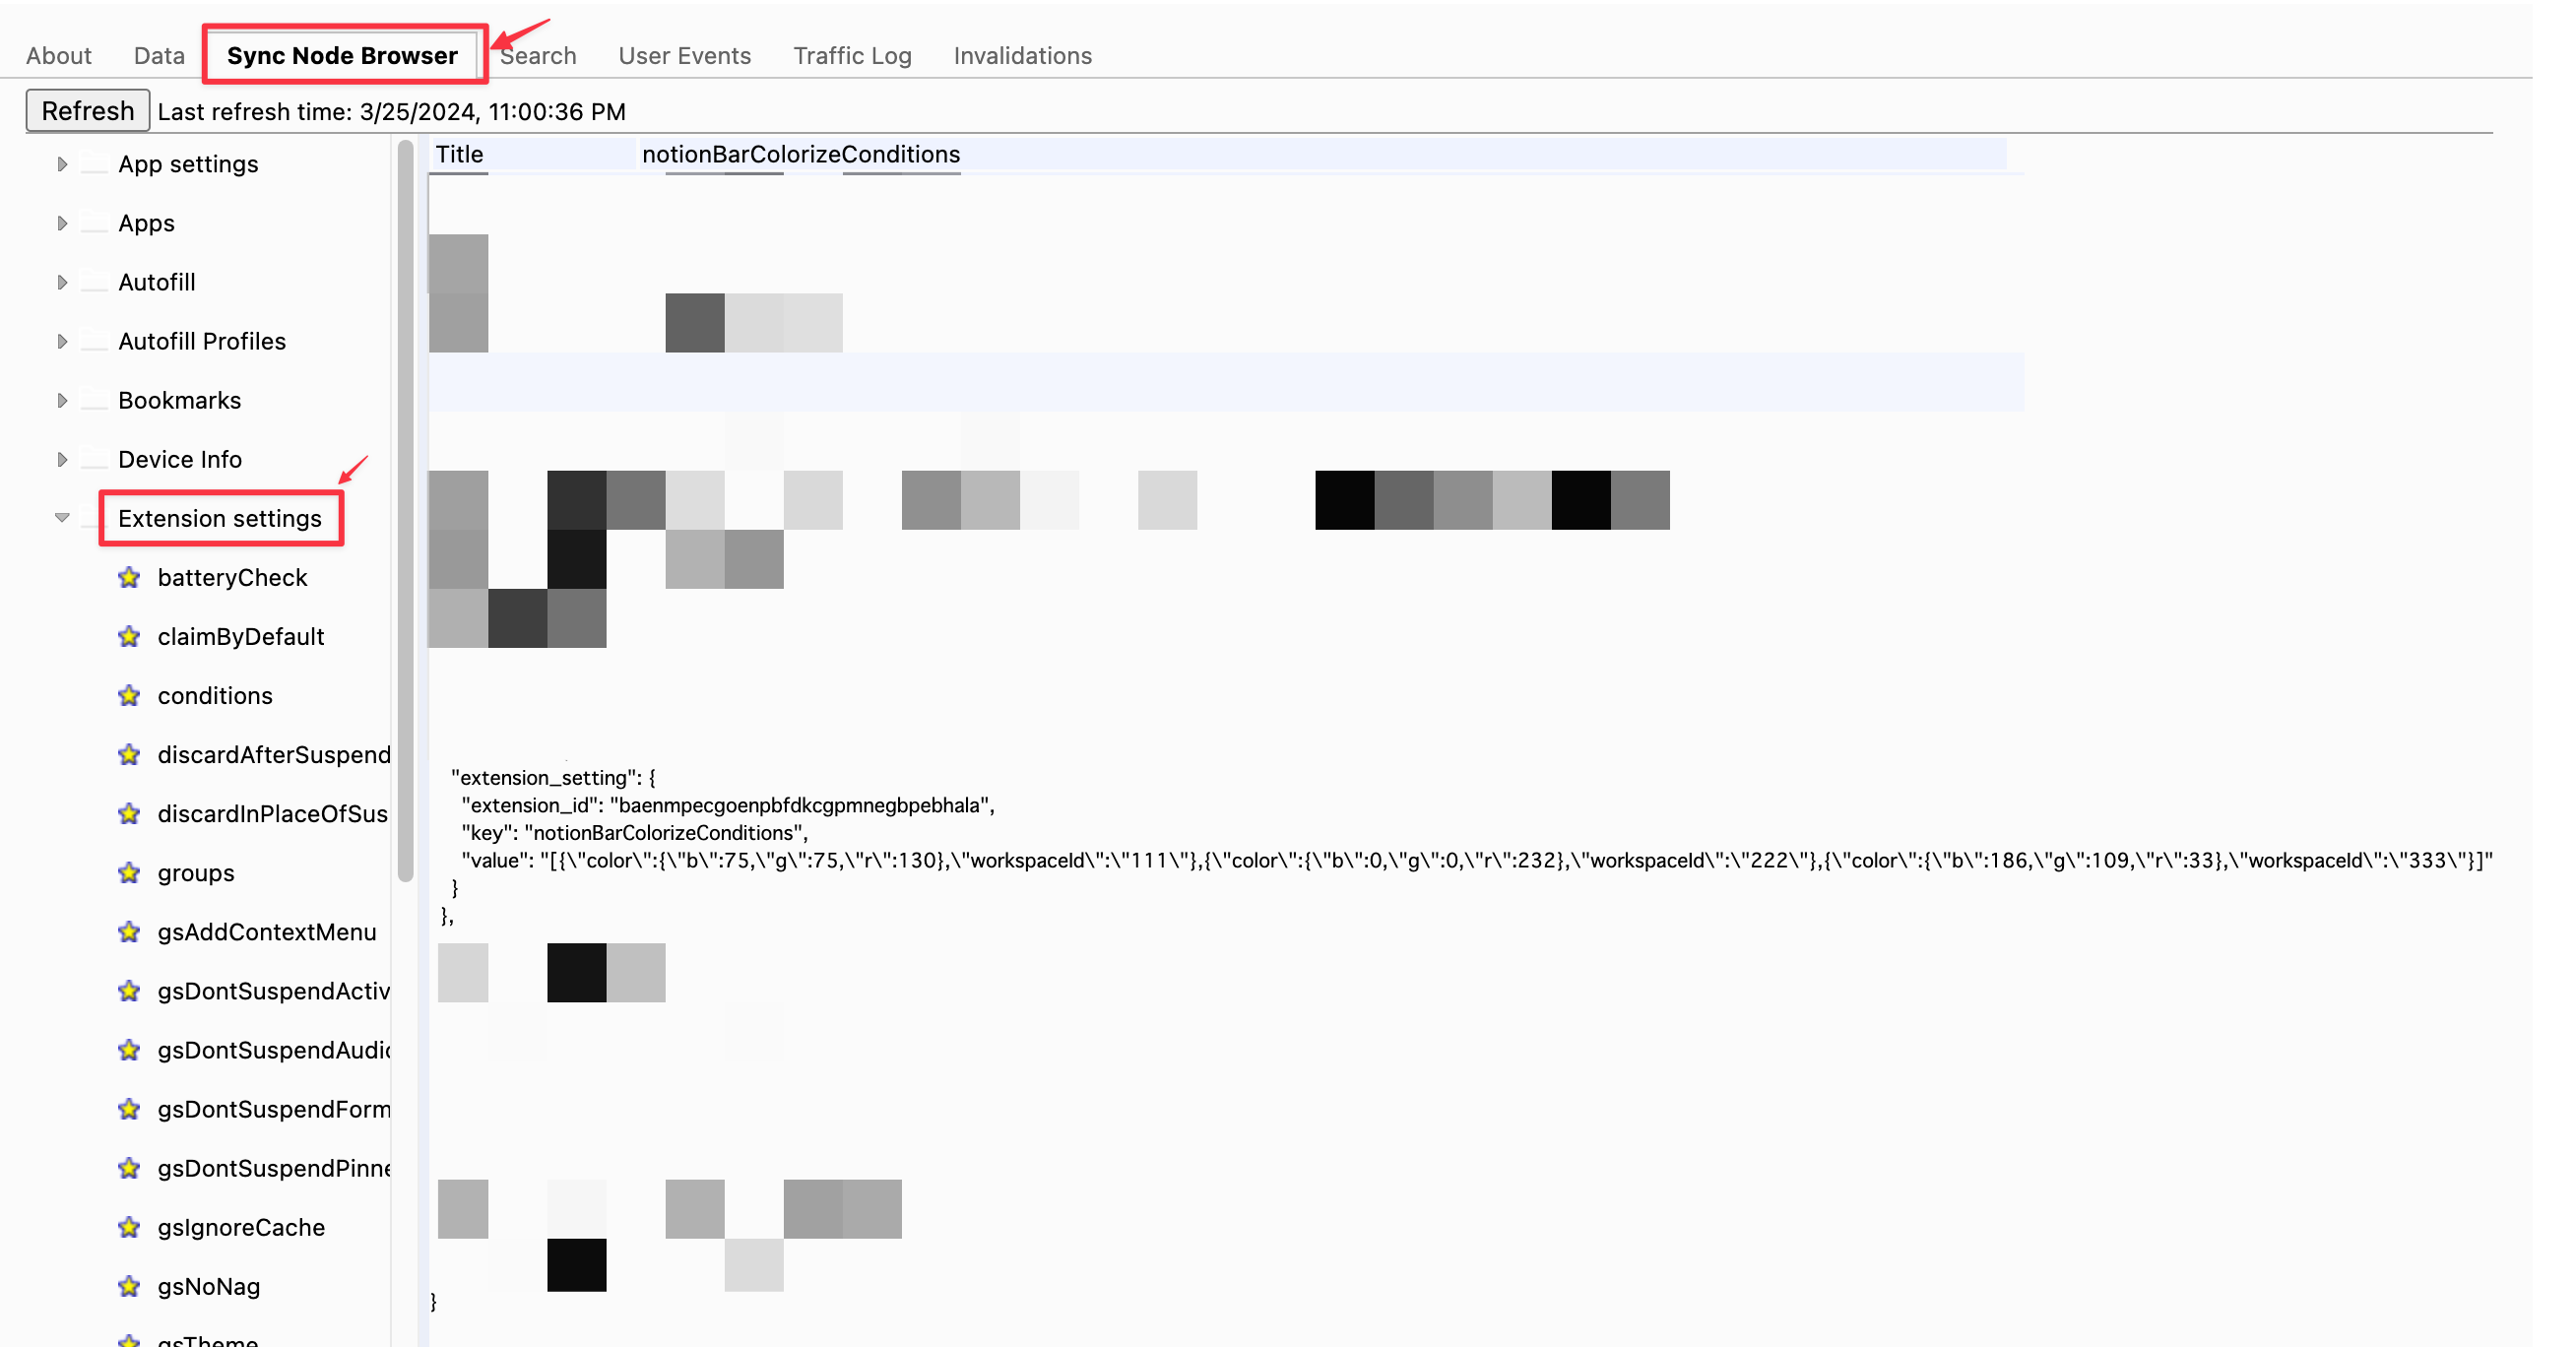 About Data Sync Node Browser Search User Events Traffic Log Invalidations
Refresh Last refresh time: 3/25/2024, 11:00:36 PM
App settings
Apps
Autofill
Autofill Profiles
Bookmarks
Device Info
Extension settings
batteryCheck
claimByDefault
conditions
discardAfterSuspend
discardInPlaceOfSus
groups
gsAddContextMenu
gsDontSuspendActiv
gsDontSuspendAudio
gsDontSuspendForm
gsDontSuspendPinne
gsIgnoreCache
gsNoNag
gsTheme
Title notionBarColorizeConditions
"extension_setting": {
"extension_id": "baenmpecgoenpbfdkcgpmnegbpebhala",
"key": "notionBarColorizeConditions",
"value": "[{\"color\":{\"b\":75,\"g\":75,\"r\":130},\"workspaceId\":\"111\"},{\"color\":{\"b\":0,\"g\":0,\"r\":232},\"workspaceId\":\"222\"},{\"color\":{\"b\":186,\"g\":109,\"r\":33},\"workspaceId\":\"333\"}]"
}
},
}